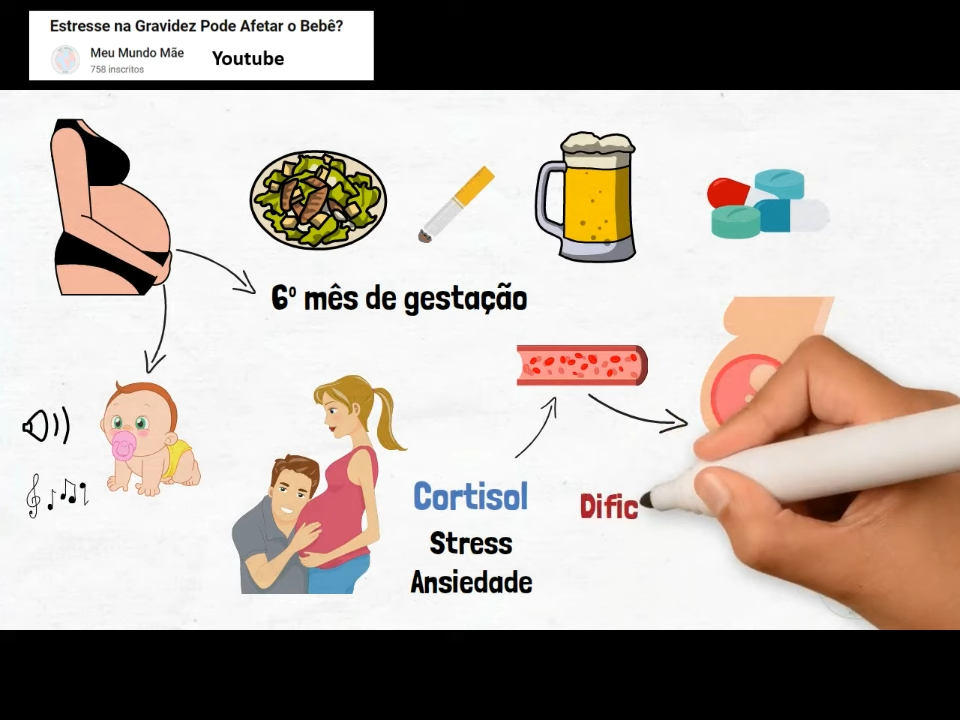 Estresse na Gravidez Pode Afetar o Bebê?
Meu Mundo Mãe
758 inscritos
Youtube
6º mês de gestação
Cortisol
Dific
Stress
Ansiedade